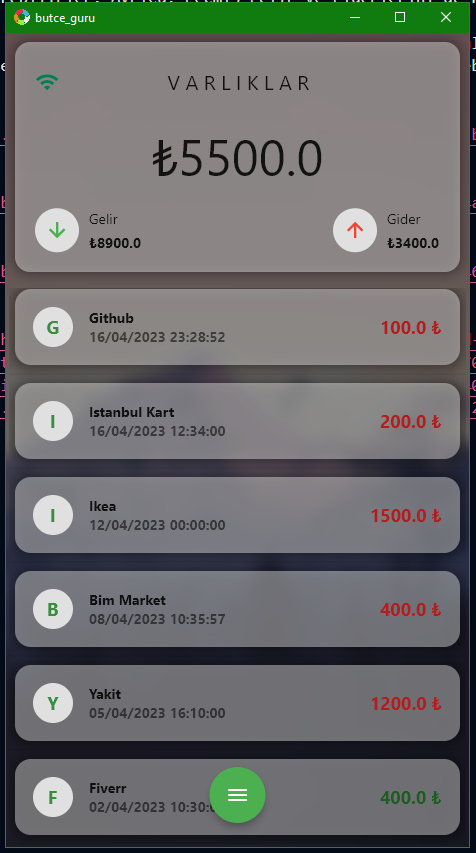 butce_guru
VARLIKLAR
₺5500.0
Gelir
₺8900.0
Gider
₺3400.0
G
Github
16/04/2023 23:28:52
100.0 ₺
I
Istanbul Kart
16/04/2023 12:34:00
200.0 ₺
I
Ikea
12/04/2023 00:00:00
1500.0 ₺
B
Bim Market
08/04/2023 10:35:57
400.0 ₺
Y
Yakit
05/04/2023 16:10:00
1200.0 ₺
F
Fiverr
02/04/2023 10:30:
400.0 ₺